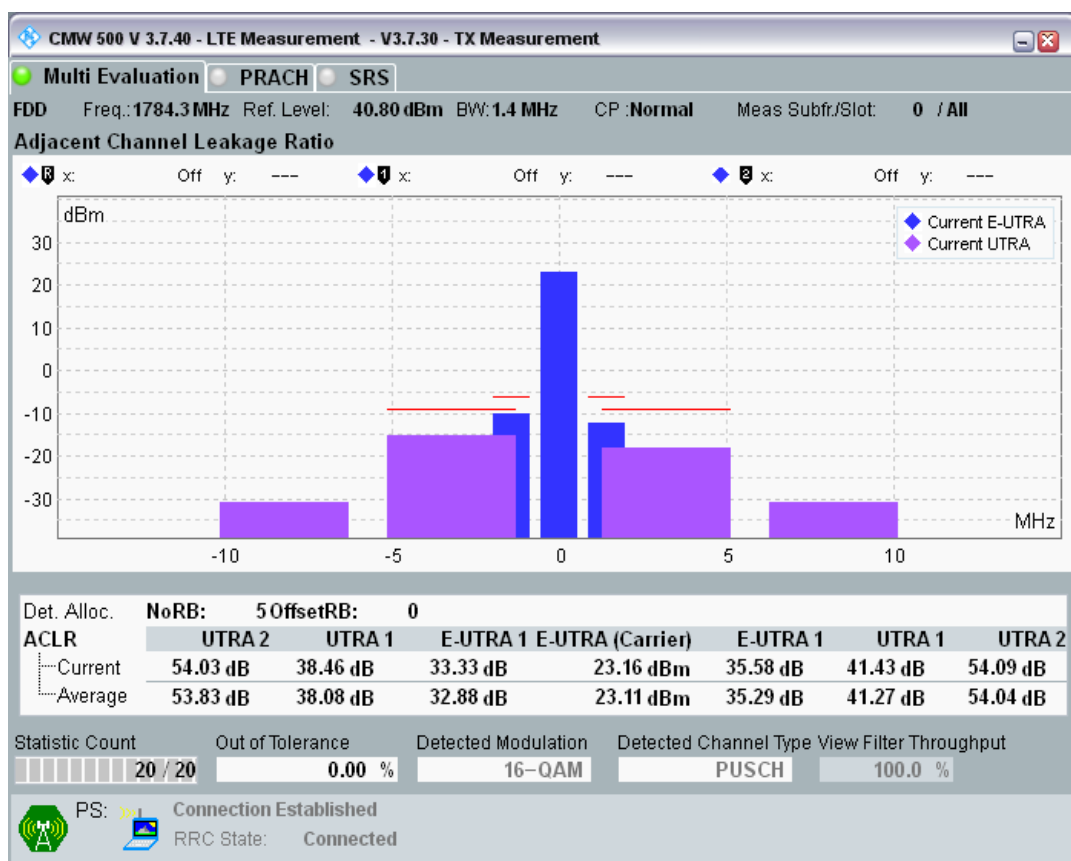 CMW 500 V 3.7.40 - LTE Measurement - V3.7.30 - TX Measurement
Multi Evaluation PRACH SRS
FDD Freq.: 1784.3 MHz Ref. Level: 40.80 dBm BW: 1.4 MHz CP : Normal Meas Subfr./Slot: 0 / All
Adjacent Channel Leakage Ratio
R x: Off y: --- 1 x: Off y: --- 2 x: Off y: ---
dBm
Current E-UTRA
Current UTRA
30
20
10
0
-10
-20
-30
MHz
-10 -5 0 5 10
Det. Alloc. NoRB: 5 OffsetRB: 0
ACLR UTRA 2 UTRA 1 E-UTRA 1 E-UTRA (Carrier) E-UTRA 1 UTRA 1 UTRA 2
Current 54.03 dB 38.46 dB 33.33 dB 23.16 dBm 35.58 dB 41.43 dB 54.09 dB
Average 53.83 dB 38.08 dB 32.88 dB 23.11 dBm 35.29 dB 41.27 dB 54.04 dB
Statistic Count Out of Tolerance Detected Modulation Detected Channel Type View Filter Throughput
20 / 20 0.00 % 16-QAM PUSCH 100.0 %
PS: Connection Established
RRC State: Connected